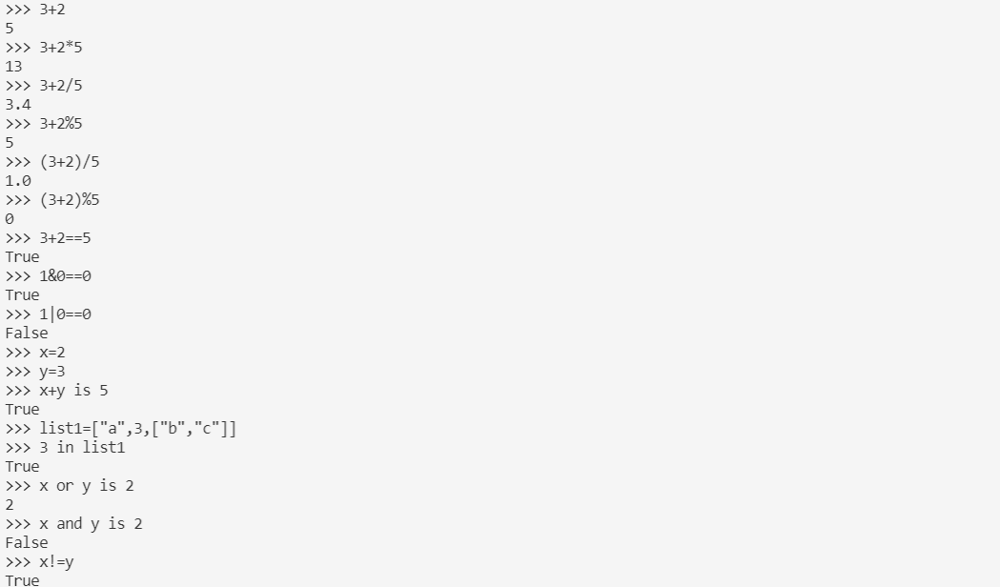 >>> 3+2
5
>>> 3+2*5
13
>>> 3+2/5
3.4
>>> 3+2%5
5
>>> (3+2)/5
1.0
>>> (3+2)%5
0
>>> 3+2==5
True
>>> 1&0==0
True
>>> 1|0==0
False
>>> x=2
>>> y=3
>>> x+y is 5
True
>>> list1=["a",3,["b","c"]]
>>> 3 in list1
True
>>> x or y is 2
2
>>> x and y is 2
False
>>> x!=y
True